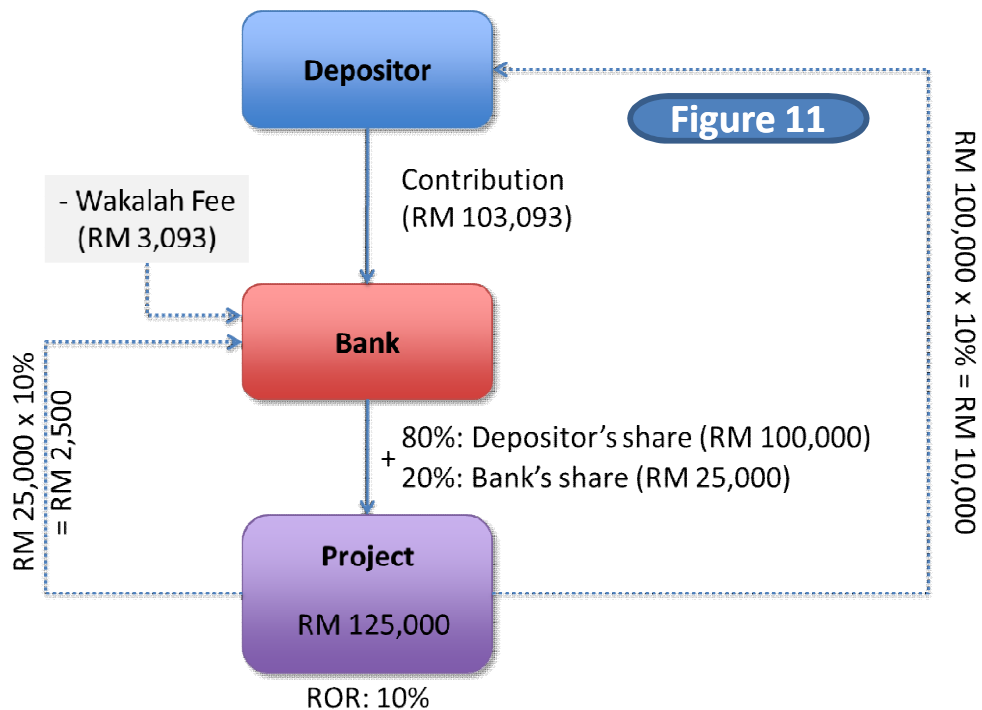 Depositor
Figure 11
Contribution
(RM 103,093)
- Wakalah Fee
(RM 3,093)
Bank
RM 25,000 x 10%
= RM 2,500
RM 100,000 x 10% = RM 10,000
+ 80%: Depositor's share (RM 100,000)
20%: Bank's share (RM 25,000)
Project
RM 125,000
ROR: 10%